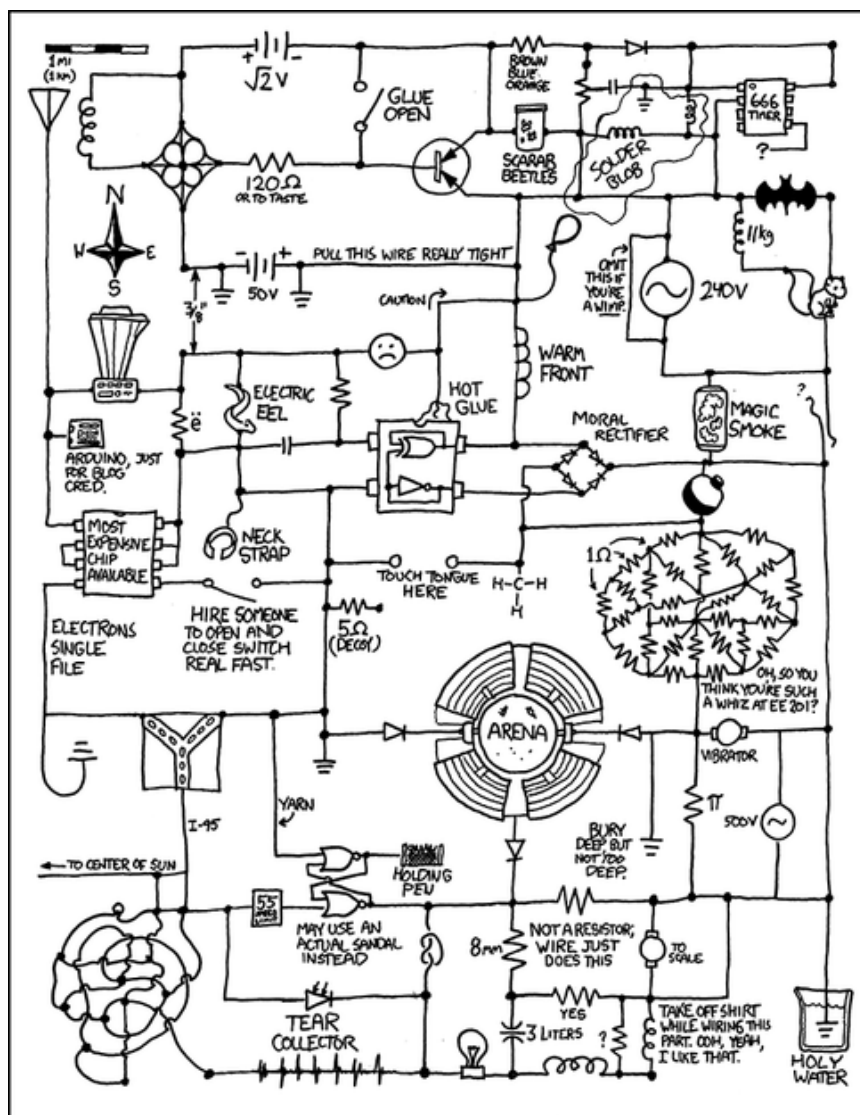 1 MI
(1 KM)
√2 V
+
-
GLUE
OPEN
BROWN
BLUE
ORANGE
666
TIMER
?
SCARAB
BEETLES
SOLDER
BLOB
120Ω
OR TO TASTE
N
W
E
S
-
+
50V
PULL THIS WIRE REALLY TIGHT
CAUTION
7/8"
OMIT
THIS IF
YOU'RE
A WIMP
240V
11kg
WARM
FRONT
ELECTRIC
EEL
HOT
GLUE
MORAL
RECTIFIER
MAGIC
SMOKE
?
ë
ARDUINO, JUST
FOR BLOG
CRED.
MOST
EXPENSIVE
CHIP
AVAILABLE
NECK
STRAP
TOUCH TONGUE
HERE
H-C-H
H
1Ω
HIRE SOMEONE
TO OPEN AND
CLOSE SWITCH
REAL FAST.
5Ω
(DECOY)
ELECTRONS
SINGLE
FILE
OH, SO YOU
THINK YOU'RE SUCH
A WHIZ AT EE 201?
ARENA
VIBRATOR
π
500V
I-95
YARN
BURY
DEEP, BUT
NOT TOO
DEEP.
← TO CENTER OF SUN
HOLDING
PEN
55
MAY USE AN
ACTUAL SANDAL
INSTEAD
NOT A RESISTOR;
WIRE JUST
DOES THIS
8mm
TO
SCALE
YES
TEAR
COLLECTOR
3 LITERS
?
TAKE OFF SHIRT
WHILE WIRING THIS
PART. OOH, YEAH,
I LIKE THAT.
HOLY
WATER